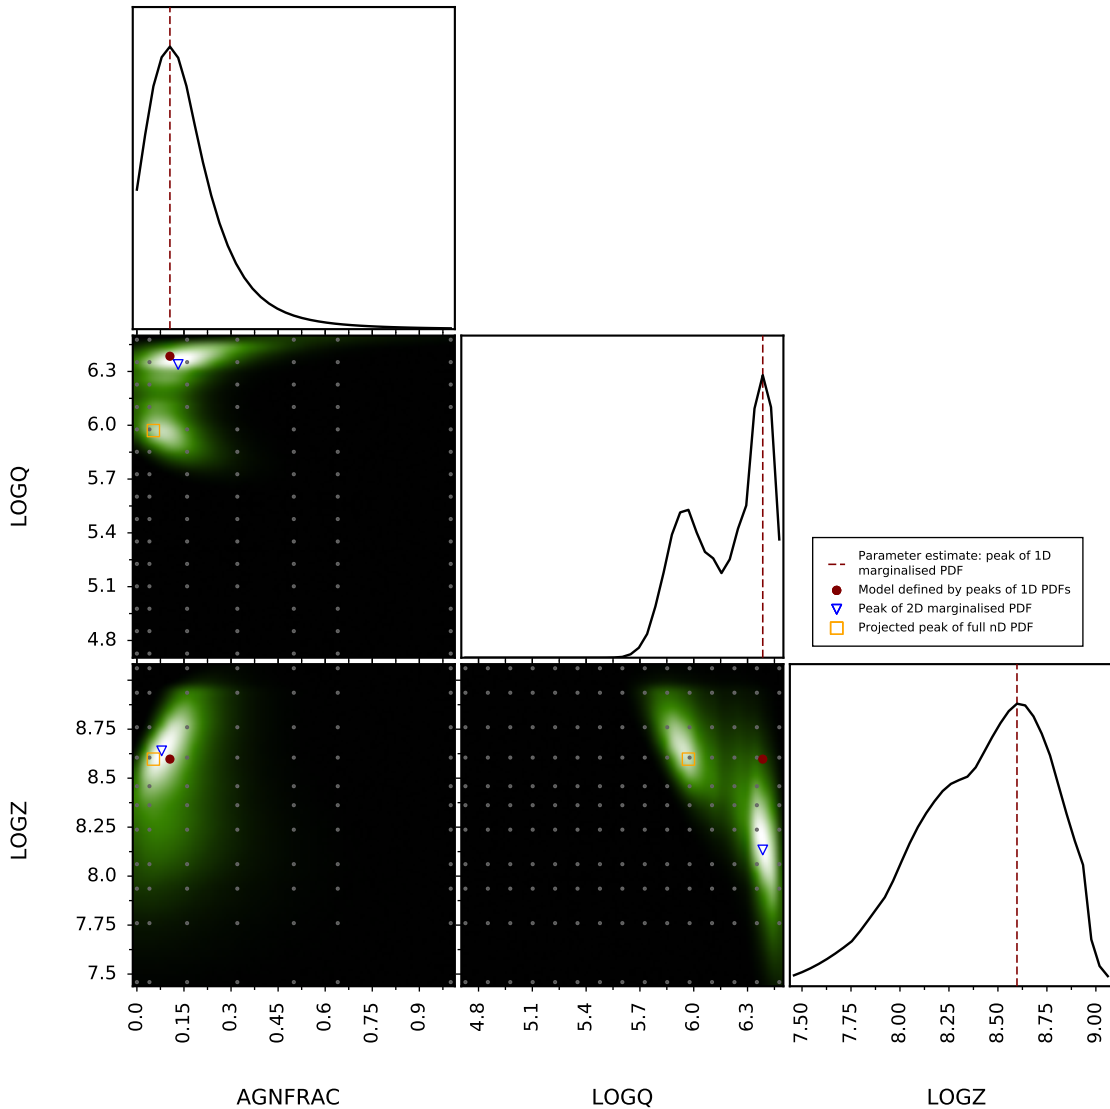 6.3
6.0
5.7
5.4
5.1
4.8
LOGQ
Parameter estimate: peak of 1D
marginalised PDF
Model defined by peaks of 1D PDFs
Peak of 2D marginalised PDF
Projected peak of full nD PDF
8.75
8.5
8.25
8.0
7.75
7.5
LOGZ
0.0 0.15 0.3 0.45 0.6 0.75 0.9
4.8 5.1 5.4 5.7 6.0 6.3
7.50 7.75 8.00 8.25 8.50 8.75 9.00
AGNFRAC LOGQ LOGZ